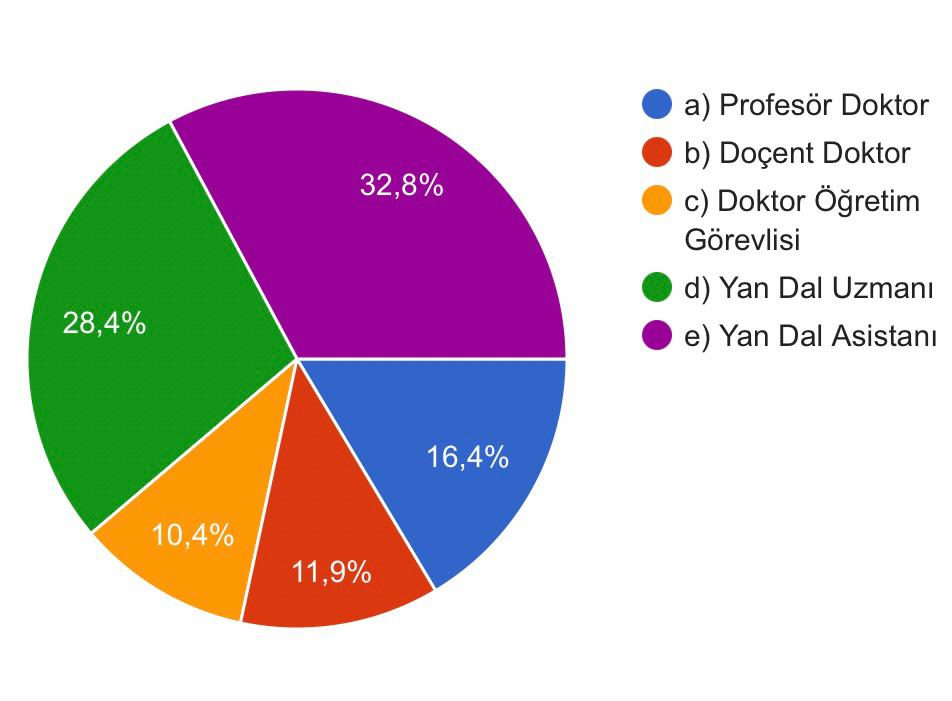 a) Profesör Doktor
b) Doçent Doktor
c) Doktor Öğretim
Görevlisi
d) Yan Dal Uzmanı
e) Yan Dal Asistanı
32,8%
28,4%
16,4%
10,4%
11,9%